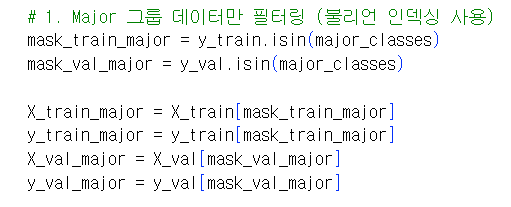 # 1. Major 그룹 데이터만 필터링 (불리언 인덱싱 사용)
mask_train_major = y_train.isin(major_classes)
mask_val_major = y_val.isin(major_classes)
X_train_major = X_train[mask_train_major]
y_train_major = y_train[mask_train_major]
X_val_major = X_val[mask_val_major]
y_val_major = y_val[mask_val_major]